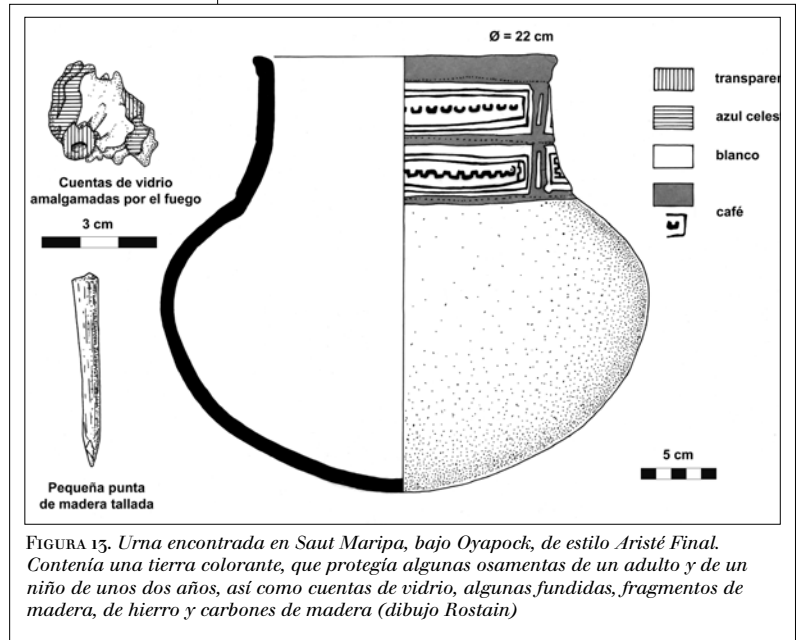 Ø = 22 cm
transparen
azul celes
blanco
café
Cuentas de vidrio
amalgamadas por el fuego
3 cm
Pequeña punta
de madera tallada
5 cm
Figura 13. Urna encontrada en Saut Maripa, bajo Oyapock, de estilo Aristé Final.
Contenía una tierra colorante, que protegía algunas osamentas de un adulto y de un
niño de unos dos años, así como cuentas de vidrio, algunas fundidas, fragmentos de
madera, de hierro y carbones de madera (dibujo Rostain)